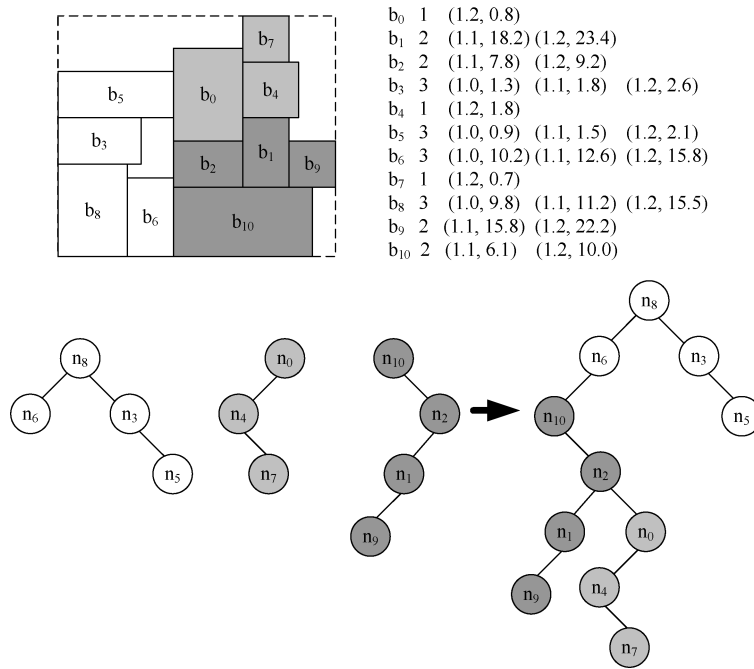 b₇
b₅
b₀
b₄
b₃
b₂
b₁
b₉
b₈
b₆
b₁₀
b₀ 1 (1.2, 0.8)
b₁ 2 (1.1, 18.2) (1.2, 23.4)
b₂ 2 (1.1, 7.8) (1.2, 9.2)
b₃ 3 (1.0, 1.3) (1.1, 1.8) (1.2, 2.6)
b₄ 1 (1.2, 1.8)
b₅ 3 (1.0, 0.9) (1.1, 1.5) (1.2, 2.1)
b₆ 3 (1.0, 10.2) (1.1, 12.6) (1.2, 15.8)
b₇ 1 (1.2, 0.7)
b₈ 3 (1.0, 9.8) (1.1, 11.2) (1.2, 15.5)
b₉ 2 (1.1, 15.8) (1.2, 22.2)
b₁₀ 2 (1.1, 6.1) (1.2, 10.0)
n₈
n₆
n₃
n₅
n₀
n₄
n₇
n₁₀
n₂
n₁
n₉
n₈
n₆
n₃
n₁₀
n₅
n₂
n₁
n₀
n₉
n₄
n₇